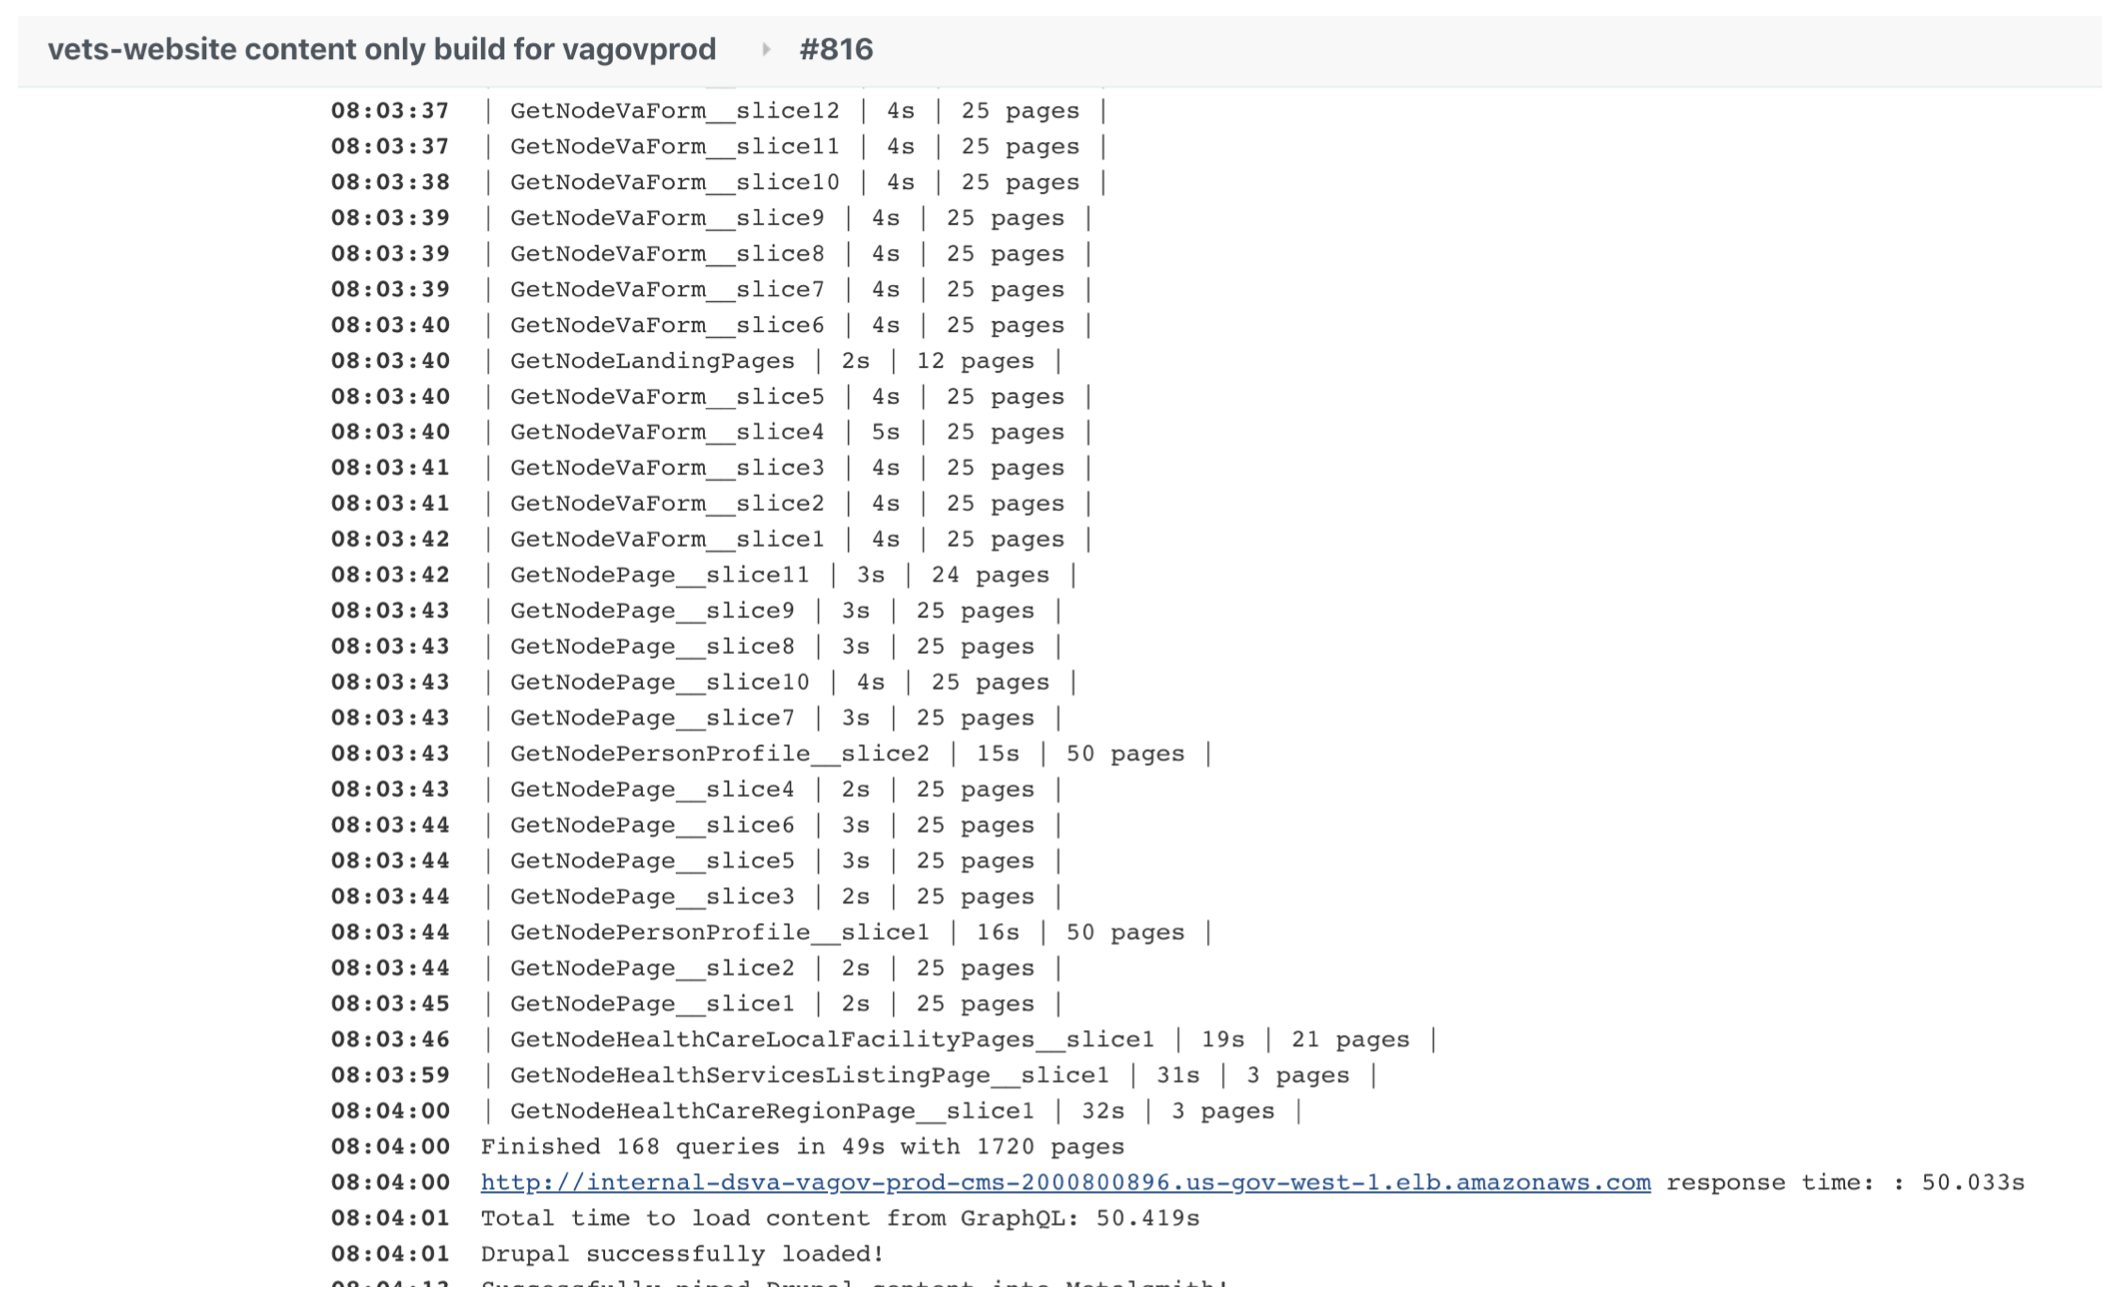 vets-website content only build for vagovprod #816
08:03:37 | GetNodeVaForm__slice12 | 4s | 25 pages |
08:03:37 | GetNodeVaForm__slice11 | 4s | 25 pages |
08:03:38 | GetNodeVaForm__slice10 | 4s | 25 pages |
08:03:39 | GetNodeVaForm__slice9 | 4s | 25 pages |
08:03:39 | GetNodeVaForm__slice8 | 4s | 25 pages |
08:03:39 | GetNodeVaForm__slice7 | 4s | 25 pages |
08:03:40 | GetNodeVaForm__slice6 | 4s | 25 pages |
08:03:40 | GetNodeLandingPages | 2s | 12 pages |
08:03:40 | GetNodeVaForm__slice5 | 4s | 25 pages |
08:03:40 | GetNodeVaForm__slice4 | 5s | 25 pages |
08:03:41 | GetNodeVaForm__slice3 | 4s | 25 pages |
08:03:41 | GetNodeVaForm__slice2 | 4s | 25 pages |
08:03:42 | GetNodeVaForm__slice1 | 4s | 25 pages |
08:03:42 | GetNodePage__slice11 | 3s | 24 pages |
08:03:43 | GetNodePage__slice9 | 3s | 25 pages |
08:03:43 | GetNodePage__slice8 | 3s | 25 pages |
08:03:43 | GetNodePage__slice10 | 4s | 25 pages |
08:03:43 | GetNodePage__slice7 | 3s | 25 pages |
08:03:43 | GetNodePersonProfile__slice2 | 15s | 50 pages |
08:03:43 | GetNodePage__slice4 | 2s | 25 pages |
08:03:44 | GetNodePage__slice6 | 3s | 25 pages |
08:03:44 | GetNodePage__slice5 | 3s | 25 pages |
08:03:44 | GetNodePage__slice3 | 2s | 25 pages |
08:03:44 | GetNodePersonProfile__slice1 | 16s | 50 pages |
08:03:44 | GetNodePage__slice2 | 2s | 25 pages |
08:03:45 | GetNodePage__slice1 | 2s | 25 pages |
08:03:46 | GetNodeHealthCareLocalFacilityPages__slice1 | 19s | 21 pages |
08:03:59 | GetNodeHealthServicesListingPage__slice1 | 31s | 3 pages |
08:04:00 | GetNodeHealthCareRegionPage__slice1 | 32s | 3 pages |
08:04:00 Finished 168 queries in 49s with 1720 pages
08:04:00 http://internal-dsva-vagov-prod-cms-2000800896.us-gov-west-1.elb.amazonaws.com response time: : 50.033s
08:04:01 Total time to load content from GraphQL: 50.419s
08:04:01 Drupal successfully loaded!